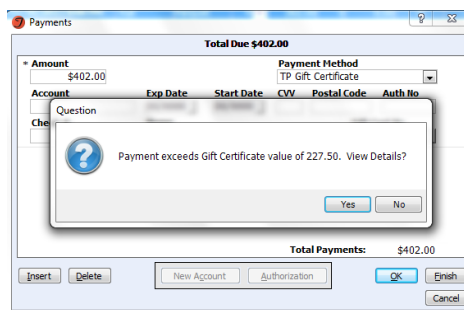 Payments
Total Due $402.00
* Amount Payment Method
$402.00 TP Gift Certificate
Account Exp Date Start Date CVV Postal Code Auth No
Question
Payment exceeds Gift Certificate value of 227.50. View Details?
Yes No
Total Payments: $402.00
Insert Delete New Account Authorization OK Finish
Cancel